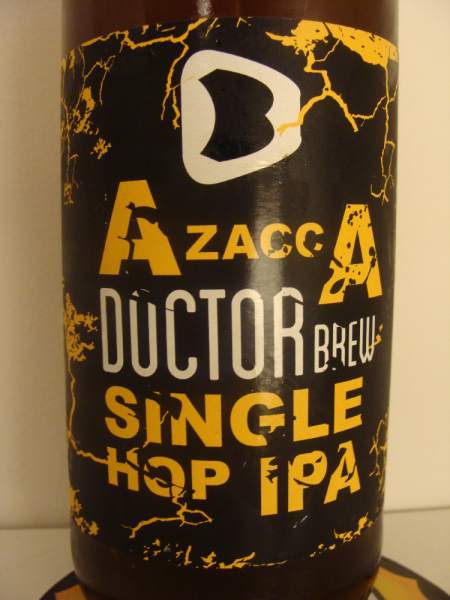 AZACCA
DOCTOR BREW
SINGLE
HOP IPA